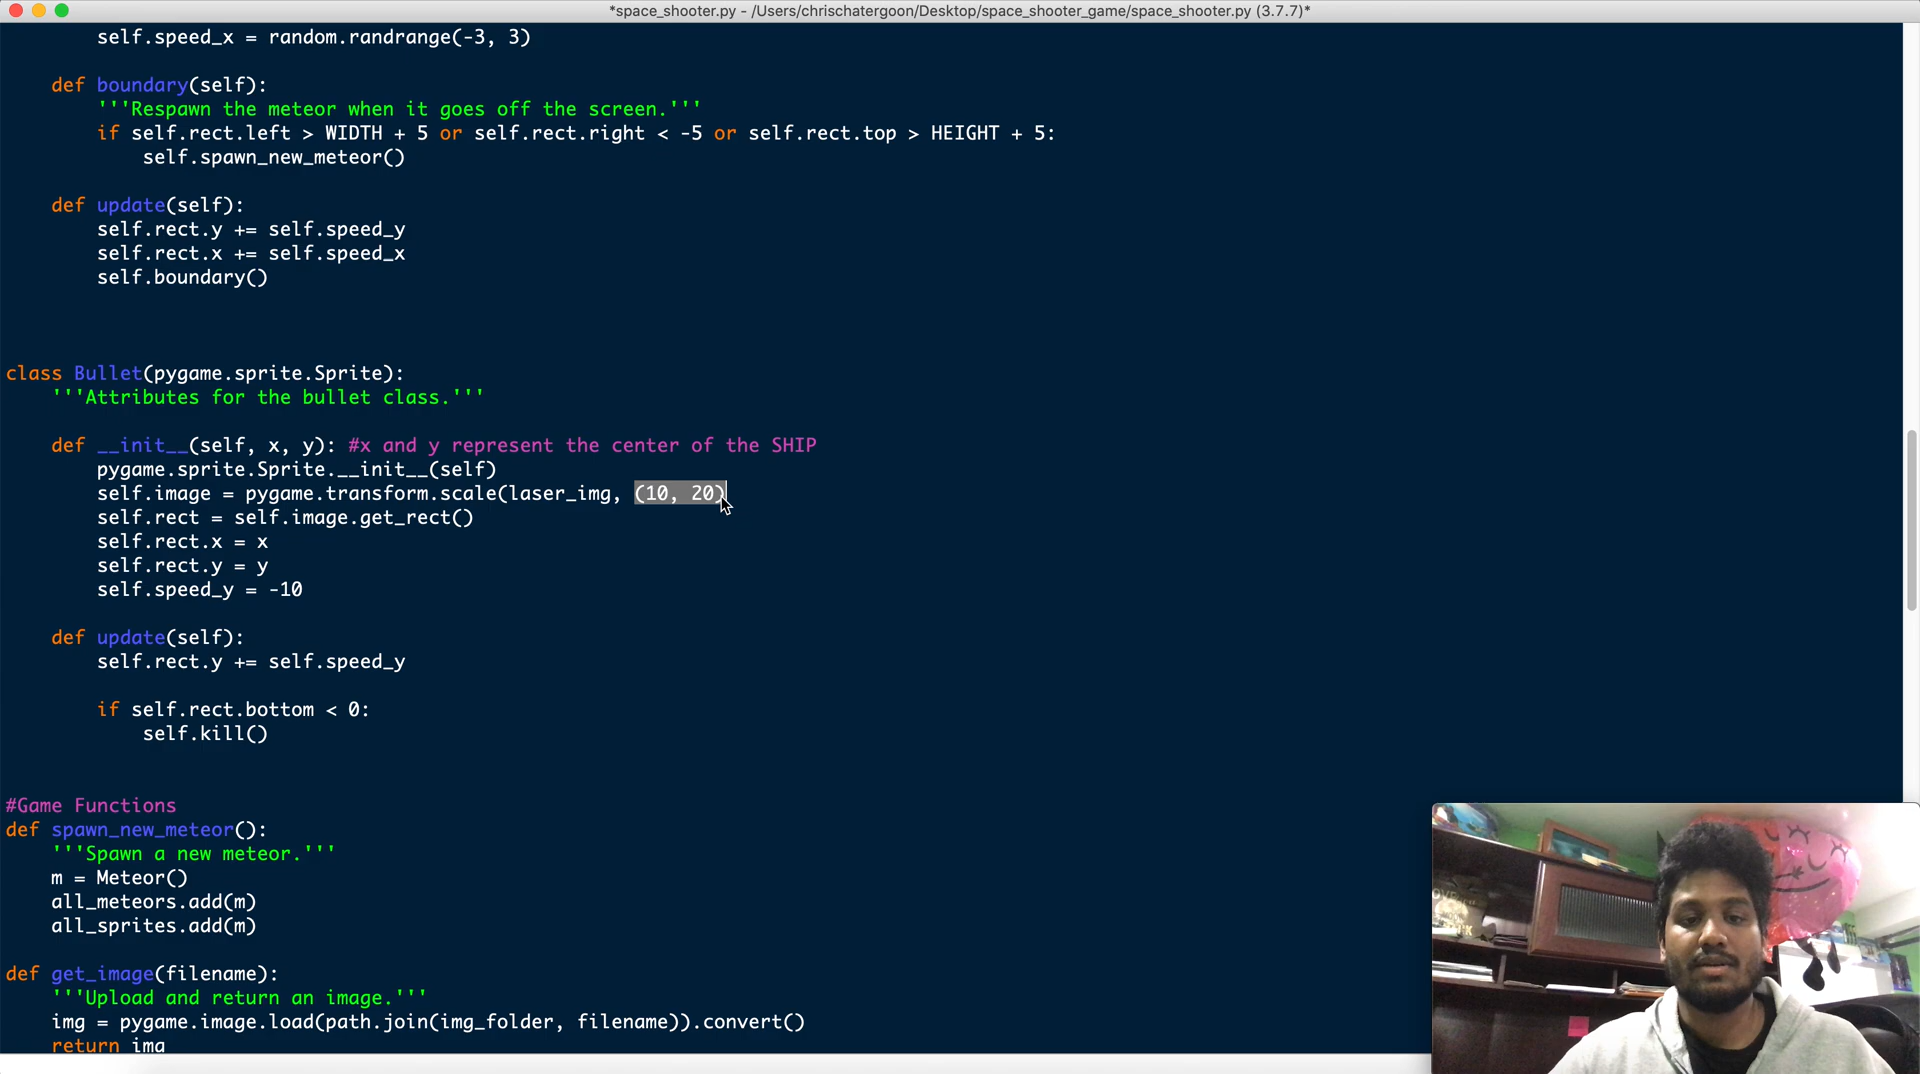 *space_shooter.py - /Users/chrischatergoon/Desktop/space_shooter_game/space_shooter.py (3.7.7)*
        self.speed_x = random.randrange(-3, 3)
    def boundary(self):
        '''Respawn the meteor when it goes off the screen.'''
        if self.rect.left > WIDTH + 5 or self.rect.right < -5 or self.rect.top > HEIGHT + 5:
            self.spawn_new_meteor()
    def update(self):
        self.rect.y += self.speed_y
        self.rect.x += self.speed_x
        self.boundary()
class Bullet(pygame.sprite.Sprite):
    '''Attributes for the bullet class.'''
    def __init__(self, x, y): #x and y represent the center of the SHIP
        pygame.sprite.Sprite.__init__(self)
        self.image = pygame.transform.scale(laser_img, (10, 20)
        self.rect = self.image.get_rect()
        self.rect.x = x
        self.rect.y = y
        self.speed_y = -10
    def update(self):
        self.rect.y += self.speed_y
        if self.rect.bottom < 0:
            self.kill()
#Game Functions
def spawn_new_meteor():
    '''Spawn a new meteor.'''
    m = Meteor()
    all_meteors.add(m)
    all_sprites.add(m)
def get_image(filename):
    '''Upload and return an image.'''
    img = pygame.image.load(path.join(img_folder, filename)).convert()
    return img